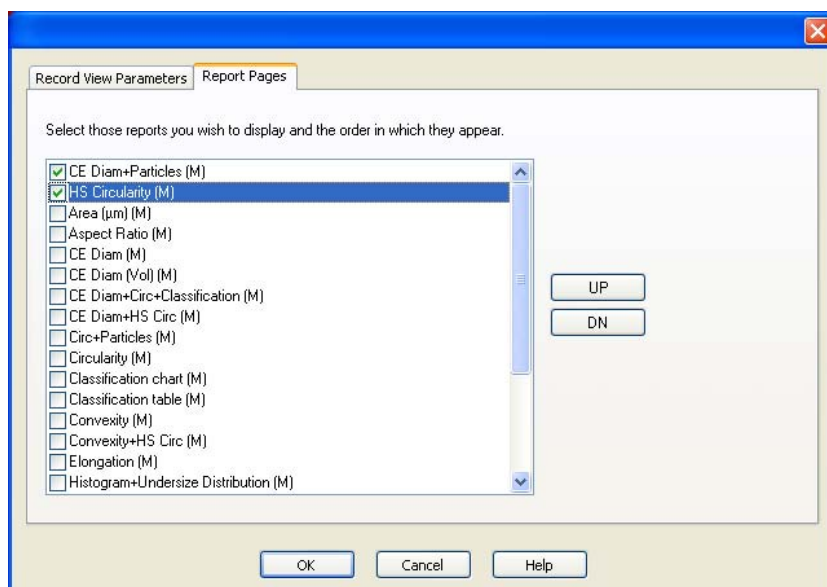 Record View Parameters
Report Pages
Select those reports you wish to display and the order in which they appear.
CE Diam+Particles (M)
HS Circularity (M)
Area (µm) (M)
Aspect Ratio (M)
CE Diam (M)
CE Diam (Vol) (M)
CE Diam+Circ+Classification (M)
CE Diam+HS Circ (M)
Circ+Particles (M)
Circularity (M)
Classification chart (M)
Classification table (M)
Convexity (M)
Convexity+HS Circ (M)
Elongation (M)
Histogram+Undersize Distribution (M)
UP
DN
OK
Cancel
Help